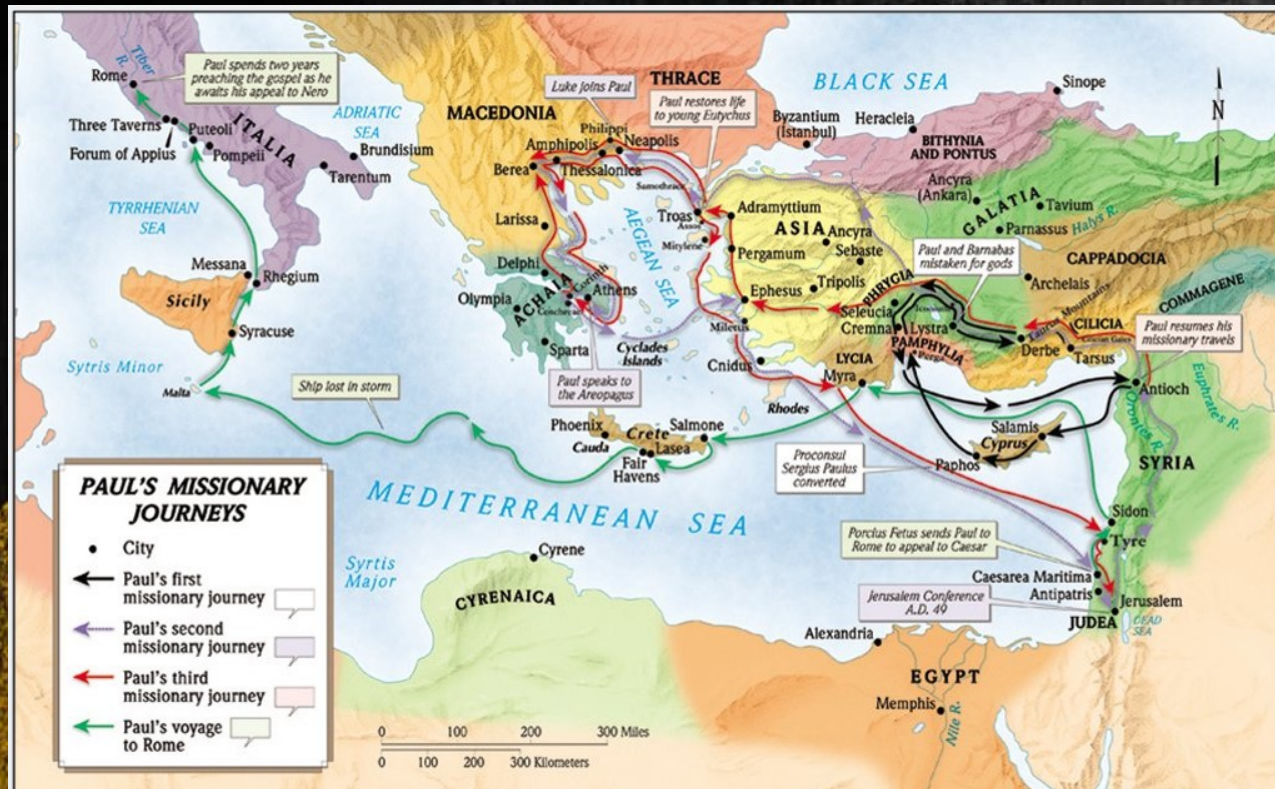 BLACK SEA
Sinope
THRACE
Byzantium
(İstanbul)
Heracleia
BITHYNIA
AND PONTUS
Ancyra
(Ankara)
GALATIA
Tavium
Parnassus
Halys R.
N
Tiber
R.
Rome
Paul spends two years
preaching the gospel as he
awaits his appeal to Nero
ITALIA
ADRIATIC
SEA
Brundisium
Three Taverns
Forum of Appius
Puteoli
Pompeii
Tarentum
TYRRHENIAN
SEA
Messana
Rhegium
Sicily
Syracuse
Sytris Minor
Malta
Ship lost in storm
MACEDONIA
Luke joins Paul
Paul restores life
to young Eutychus
Philippi
Neapolis
Amphipolis
Berea
Thessalonica
Samothrace
Larissa
AEGEAN SEA
Troas
Assos
Mitylene
Adramyttium
ASIA
Ancyra
Pergamum
Sebaste
Tripolis
Ephesus
Miletus
Delphi
ACHAIA
Corinth
Cenchreae
Athens
Olympia
Sparta
Cyclades
Islands
Paul speaks to
the Areopagus
Cnidus
Rhodes
PHRYGIA
Paul and Barnabas
mistaken for gods
CAPPADOCIA
Archelais
COMMAGENE
Seleucia
Cremna
Iconium
Lystra
PAMPHYLIA
Perga
Taurus Mountains
CILICIA
Cilician Gates
Derbe
Tarsus
Paul resumes his
missionary travels
LYCIA
Myra
Antioch
Orontes R.
Euphrates R.
Salamis
Cyprus
Paphos
SYRIA
Proconsul
Sergius Paulus
converted
Phoenix
Crete
Salmone
Cauda
Lasea
Fair
Havens
MEDITERRANEAN SEA
Sidon
Tyre
Porcius Fetus sends Paul to
Rome to appeal to Caesar
Caesarea Maritima
Antipatris
Jerusalem Conference
A.D. 49
Jerusalem
JUDEA
DEAD
SEA
Syrtis
Major
Cyrene
CYRENAICA
Alexandria
EGYPT
Memphis
Nile R.
PAUL'S MISSIONARY
JOURNEYS
City
Paul's first
missionary journey
Paul's second
missionary journey
Paul's third
missionary journey
Paul's voyage
to Rome
0 100 200 300 Miles
0 100 200 300 Kilometers